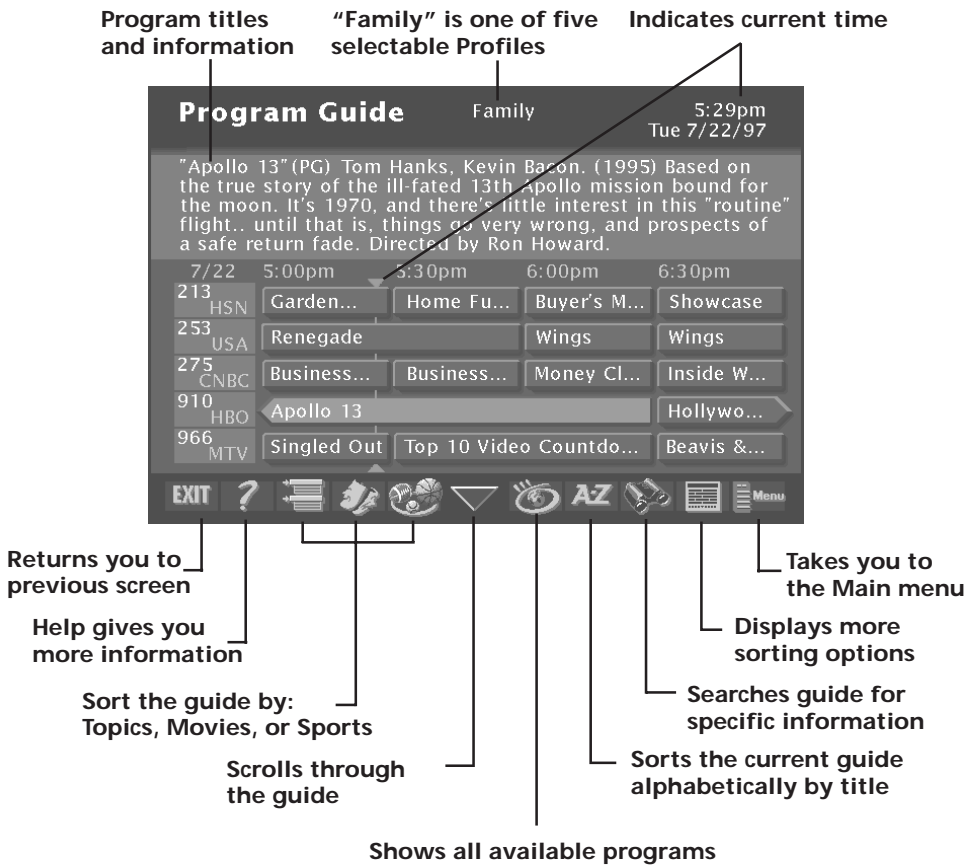 Program titles
and information
“Family” is one of five
selectable Profiles
Indicates current time
Program Guide
Family
5:29pm
Tue 7/22/97
"Apollo 13" (PG) Tom Hanks, Kevin Bacon. (1995) Based on
the true story of the ill-fated 13th Apollo mission bound for
the moon. It's 1970, and there's little interest in this "routine"
flight.. until that is, things go very wrong, and prospects of
a safe return fade. Directed by Ron Howard.
7/22 5:00pm 5:30pm 6:00pm 6:30pm
213 HSN Garden... Home Fu... Buyer's M... Showcase
253 USA Renegade Wings Wings
275 CNBC Business... Business... Money Cl... Inside W...
910 HBO Apollo 13 Hollywo...
966 MTV Singled Out Top 10 Video Countdo... Beavis &...
EXIT ? A-Z Menu
Returns you to
previous screen
Takes you to
the Main menu
Help gives you
more information
Displays more
sorting options
Sort the guide by:
Topics, Movies, or Sports
Searches guide for
specific information
Scrolls through
the guide
Sorts the current guide
alphabetically by title
Shows all available programs